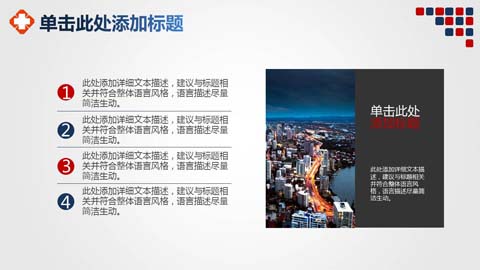 单击此处添加标题
1
此处添加详细文本描述，建议与标题相
关并符合整体语言风格，语言描述尽量
简洁生动。
2
此处添加详细文本描述，建议与标题相
关并符合整体语言风格，语言描述尽量
简洁生动。
3
此处添加详细文本描述，建议与标题相
关并符合整体语言风格，语言描述尽量
简洁生动。
4
此处添加详细文本描述，建议与标题相
关并符合整体语言风格，语言描述尽量
简洁生动。
单击此处
添加标题
此处添加详细文本描
述，建议与标题相关
并符合整体语言风
格，语言描述尽量简
洁生动。